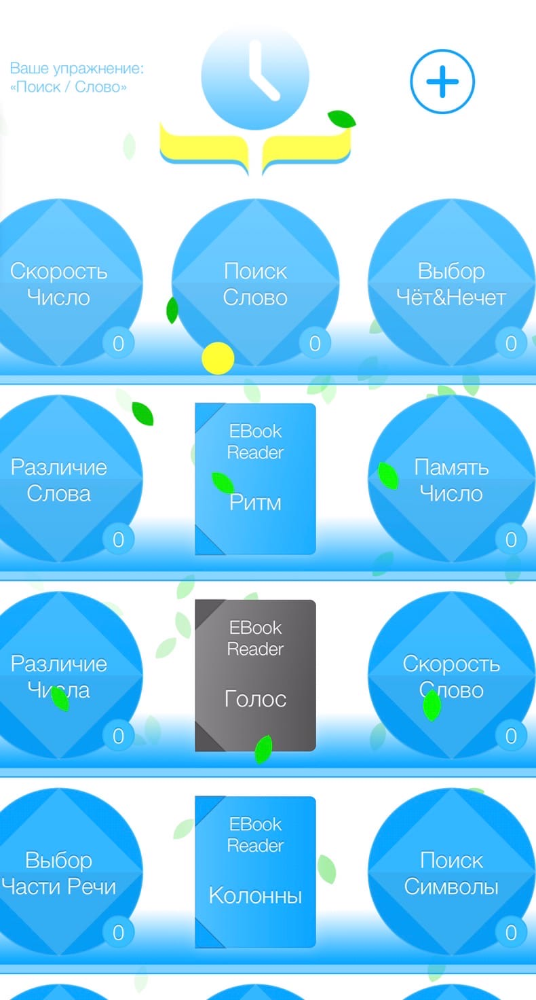 Ваше упражнение:
«Поиск / Слово»
Скорость
Число
0
Поиск
Слово
0
Выбор
Чёт&Нечет
0
Различие
Слова
0
EBook
Reader
Ритм
Память
Число
0
Различие
Числа
0
EBook
Reader
Голос
Скорость
Слово
0
Выбор
Части Речи
0
EBook
Reader
Колонны
Поиск
Символы
0